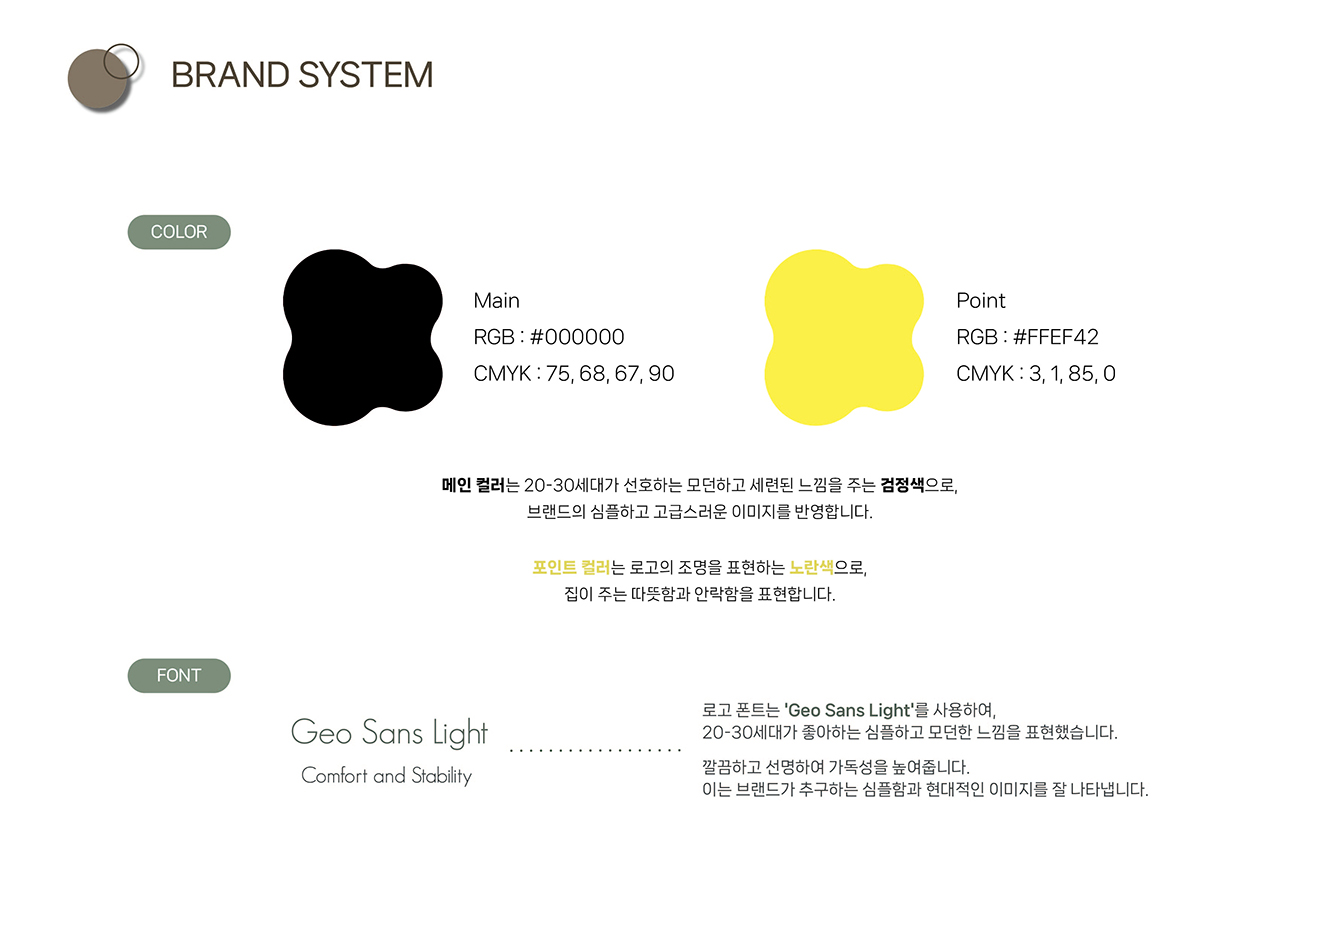 BRAND SYSTEM
COLOR
Main
RGB : #000000
CMYK : 75, 68, 67, 90
Point
RGB : #FFEF42
CMYK : 3, 1, 85, 0
메인 컬러는 20-30세대가 선호하는 모던하고 세련된 느낌을 주는 검정색으로,
브랜드의 심플하고 고급스러운 이미지를 반영합니다.
포인트 컬러는 로고의 조명을 표현하는 노란색으로,
집이 주는 따뜻함과 안락함을 표현합니다.
FONT
Geo Sans Light
Comfort and Stability
로고 폰트는 'Geo Sans Light'를 사용하여,
20-30세대가 좋아하는 심플하고 모던한 느낌을 표현했습니다.
깔끔하고 선명하여 가독성을 높여줍니다.
이는 브랜드가 추구하는 심플함과 현대적인 이미지를 잘 나타냅니다.